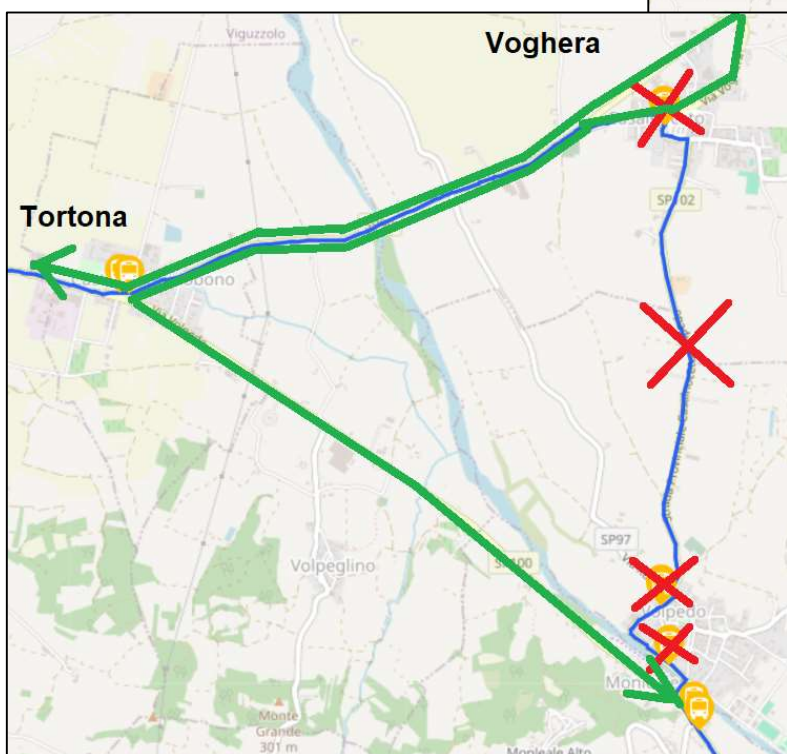 Viguzzolo
Voghera
SP102
Tortona
SP97
SP100
Volpeglino
Volpedo
Monte
Grande
301 m
Monleale Alto